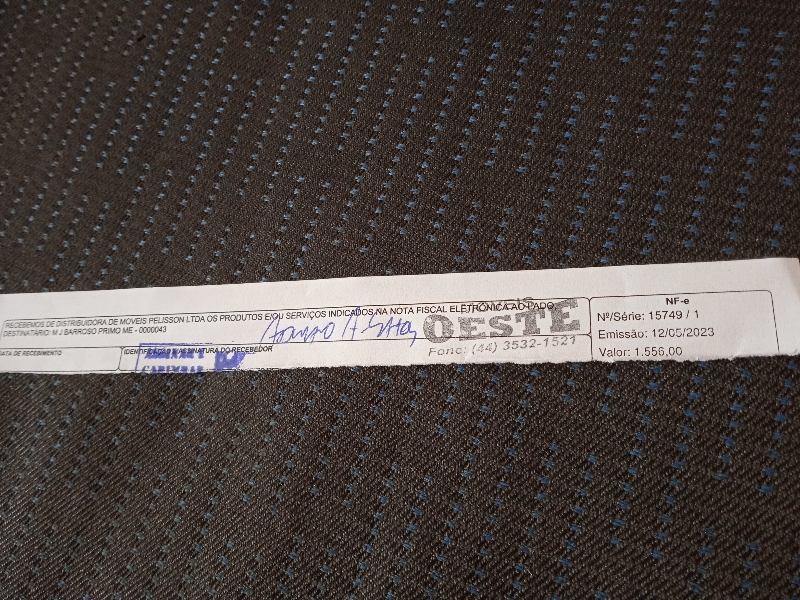 RECEBEMOS DE DISTRIBUIDORA DE MOVEIS PELISSON LTDA OS PRODUTOS E/OU SERVIÇOS INDICADOS NA NOTA FISCAL ELETRÔNICA AO LADO.
DESTINATÁRIO: M J BARROSO PRIMO ME - 0000043
OESTE
Fone: (44) 3532-1521
DATA DE RECEBIMENTO
IDENTIFICAÇÃO E ASSINATURA DO RECEBEDOR
NF-e
Nº/Série: 15749 / 1
Emissão: 12/05/2023
Valor: 1.556,00